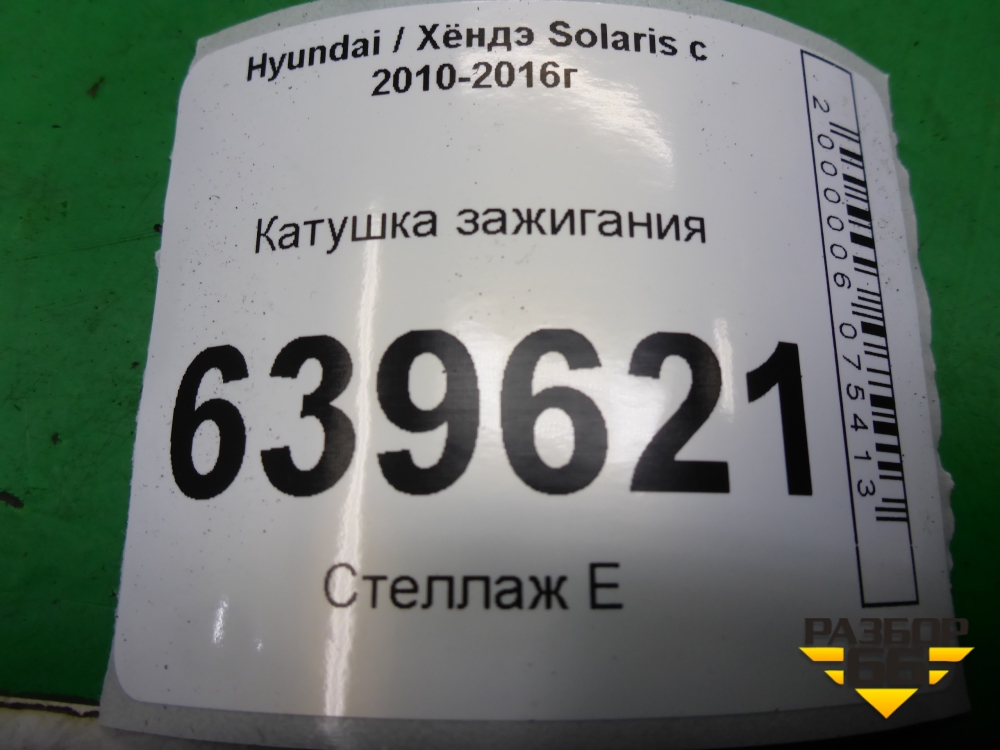 Hyundai / Хёндэ Solaris с
2010-2016г
Катушка зажигания
639621
Стеллаж Е
2000006075413
РАЗБОР
66